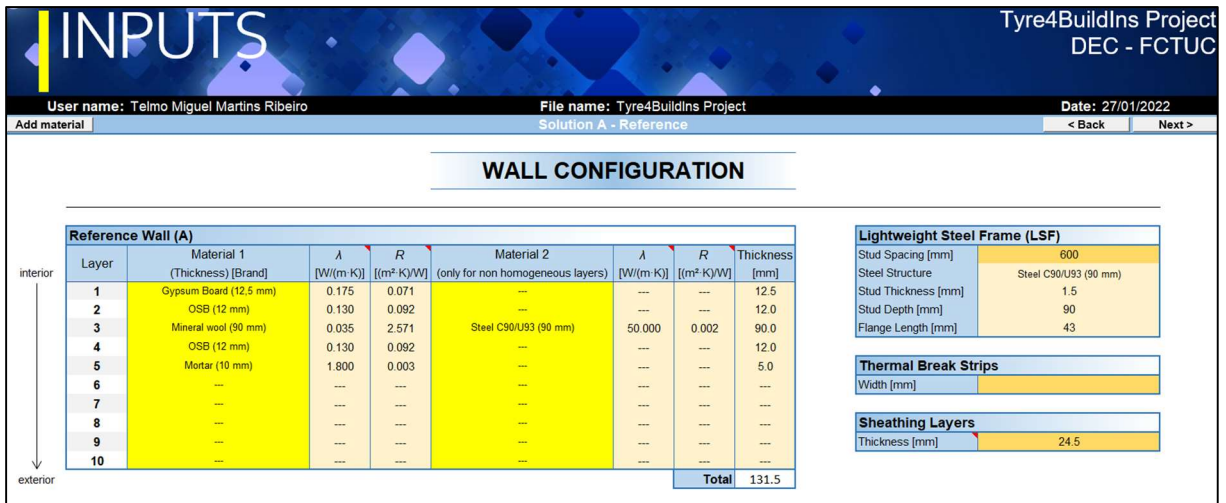 INPUTS
Tyre4BuildIns Project
DEC - FCTUC
User name: Telmo Miguel Martins Ribeiro File name: Tyre4BuildIns Project Date: 27/01/2022
Add material Solution A - Reference < Back Next >
WALL CONFIGURATION
Reference Wall (A)
Layer Material 1 λ R Material 2 λ R Thickness
(Thickness) [Brand] [W/(m·K)] [(m²·K)/W] (only for non homogeneous layers) [W/(m·K)] [(m²·K)/W] [mm]
interior
1 Gypsum Board (12,5 mm) 0.175 0.071 --- --- --- 12.5
2 OSB (12 mm) 0.130 0.092 --- --- --- 12.0
3 Mineral wool (90 mm) 0.035 2.571 Steel C90/U93 (90 mm) 50.000 0.002 90.0
4 OSB (12 mm) 0.130 0.092 --- --- --- 12.0
5 Mortar (10 mm) 1.800 0.003 --- --- --- 5.0
6 --- --- --- --- --- --- ---
7 --- --- --- --- --- --- ---
8 --- --- --- --- --- --- ---
9 --- --- --- --- --- --- ---
10 --- --- --- --- --- --- ---
exterior
Total 131.5
Lightweight Steel Frame (LSF)
Stud Spacing [mm] 600
Steel Structure Steel C90/U93 (90 mm)
Stud Thickness [mm] 1.5
Stud Depth [mm] 90
Flange Length [mm] 43
Thermal Break Strips
Width [mm]
Sheathing Layers
Thickness [mm] 24.5